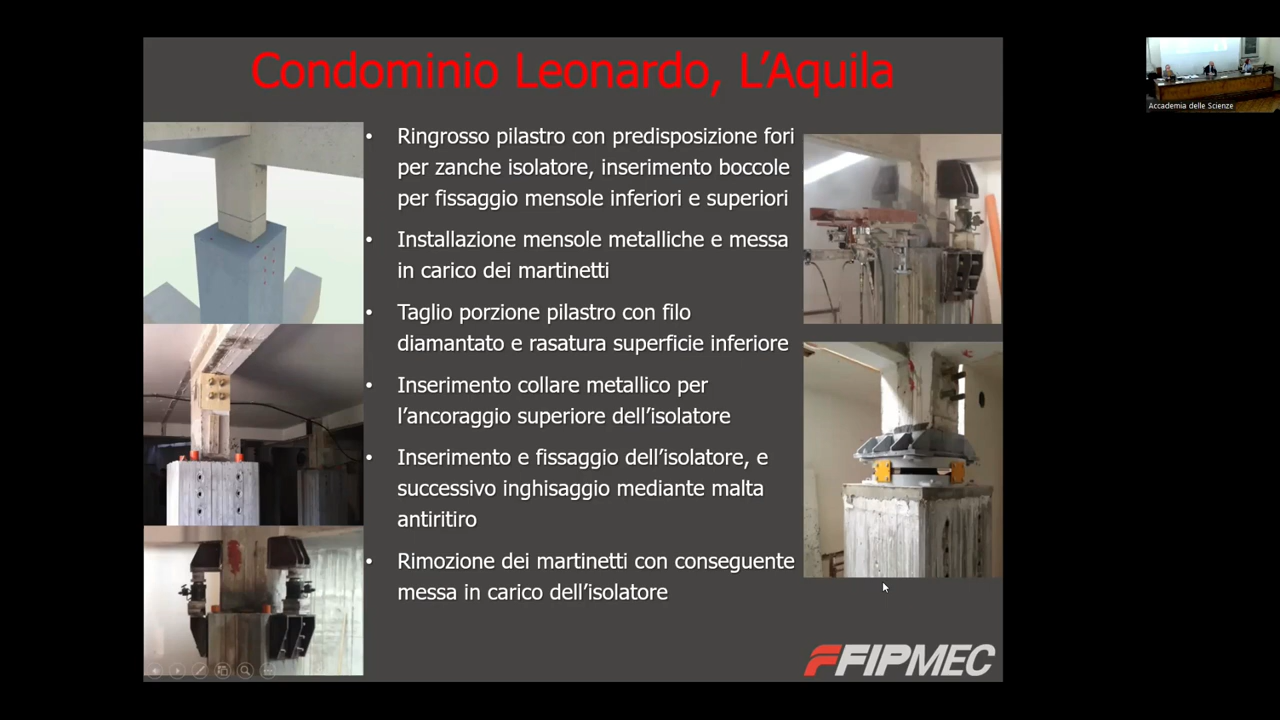 Condominio Leonardo, L’Aquila
• Ringrosso pilastro con predisposizione fori
per zanche isolatore, inserimento boccole
per fissaggio mensole inferiori e superiori
• Installazione mensole metalliche e messa
in carico dei martinetti
• Taglio porzione pilastro con filo
diamantato e rasatura superficie inferiore
• Inserimento collare metallico per
l’ancoraggio superiore dell’isolatore
• Inserimento e fissaggio dell’isolatore, e
successivo inghisaggio mediante malta
antiritiro
• Rimozione dei martinetti con conseguente
messa in carico dell’isolatore
FIPMEC
Accademia delle Scienze